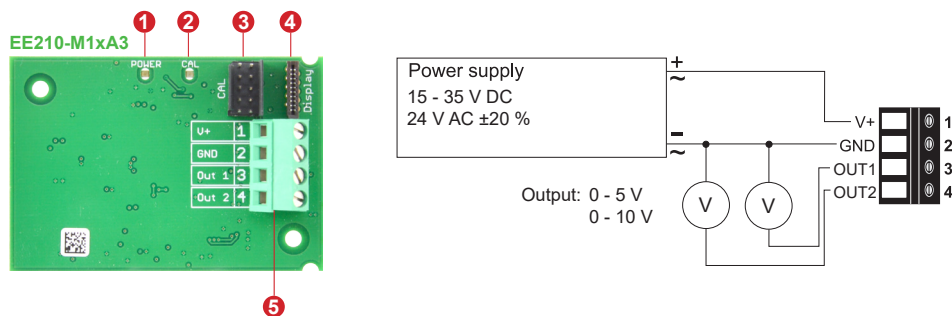 1
2
3
4
EE210-M1xA3
POWER
CAL
CAL
Display
V+ 1
GND 2
Out 1 3
Out 2 4
5
Power supply
15 - 35 V DC
24 V AC ±20 %
+
~
–
~
Output: 0 - 5 V
0 - 10 V
V
V
V+ 1
GND 2
OUT1 3
OUT2 4